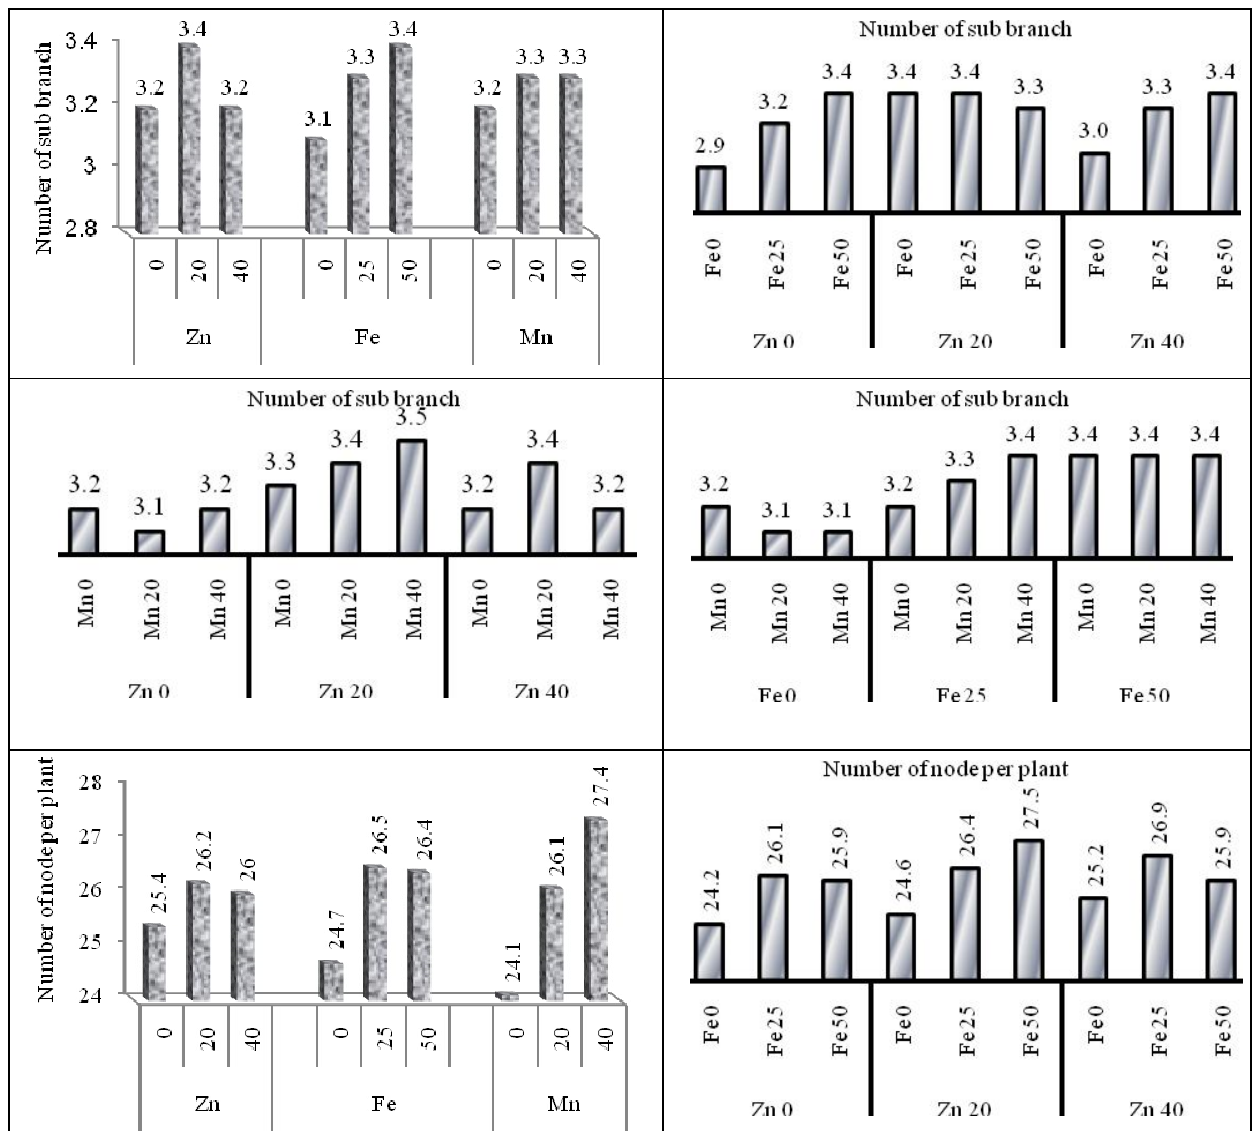 Number of sub branch
3.4
3.2
3
2.8
3.2 3.4 3.2 3.1 3.3 3.4 3.2 3.3 3.3
0 20 40 0 25 50 0 20 40
Zn Fe Mn
Number of sub branch
2.9 3.2 3.4 3.4 3.4 3.3 3.0 3.3 3.4
Fe0 Fe25 Fe50 Fe0 Fe25 Fe50 Fe0 Fe25 Fe50
Zn 0 Zn 20 Zn 40
Number of sub branch
3.2 3.1 3.2 3.3 3.4 3.5 3.2 3.4 3.2
Mn 0 Mn 20 Mn 40 Mn 0 Mn 20 Mn 40 Mn 0 Mn 20 Mn 40
Zn 0 Zn 20 Zn 40
Number of sub branch
3.2 3.1 3.1 3.2 3.3 3.4 3.4 3.4 3.4
Mn 0 Mn 20 Mn 40 Mn 0 Mn 20 Mn 40 Mn 0 Mn 20 Mn 40
Fe0 Fe25 Fe50
Number of node per plant
28
27
26
25
24
25.4 26.2 26 24.7 26.5 26.4 24.1 26.1 27.4
0 20 40 0 25 50 0 20 40
Zn Fe Mn
Number of node per plant
24.2 26.1 25.9 24.6 26.4 27.5 25.2 26.9 25.9
Fe0 Fe25 Fe50 Fe0 Fe25 Fe50 Fe0 Fe25 Fe50
Zn 0 Zn 20 Zn 40